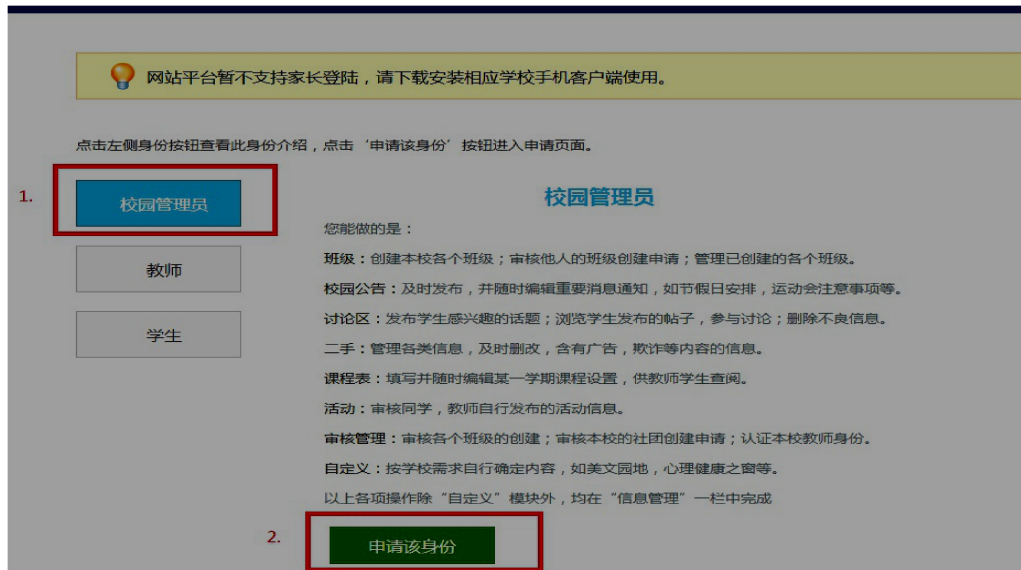 网站平台暂不支持家长登陆，请下载安装相应学校手机客户端使用。
点击左侧身份按钮查看此身份介绍，点击‘申请该身份’按钮进入申请页面。
1.
校园管理员
教师
学生
校园管理员
您能做的是：
班级：创建本校各个班级；审核他人的班级创建申请；管理已创建的各个班级。
校园公告：及时发布，并随时编辑重要消息通知，如节假日安排，运动会注意事项等。
讨论区：发布学生感兴趣的话题；浏览学生发布的帖子，参与讨论；删除不良信息。
二手：管理各类信息，及时删改，含有广告，欺诈等内容的信息。
课程表：填写并随时编辑某一学期课程设置，供教师学生查阅。
活动：审核同学，教师自行发布的活动信息。
审核管理：审核各个班级的创建；审核本校的社团创建申请；认证本校教师身份。
自定义：按学校需求自行确定内容，如美文园地，心理健康之窗等。
以上各项操作除“自定义”模块外，均在“信息管理”一栏中完成
2.
申请该身份